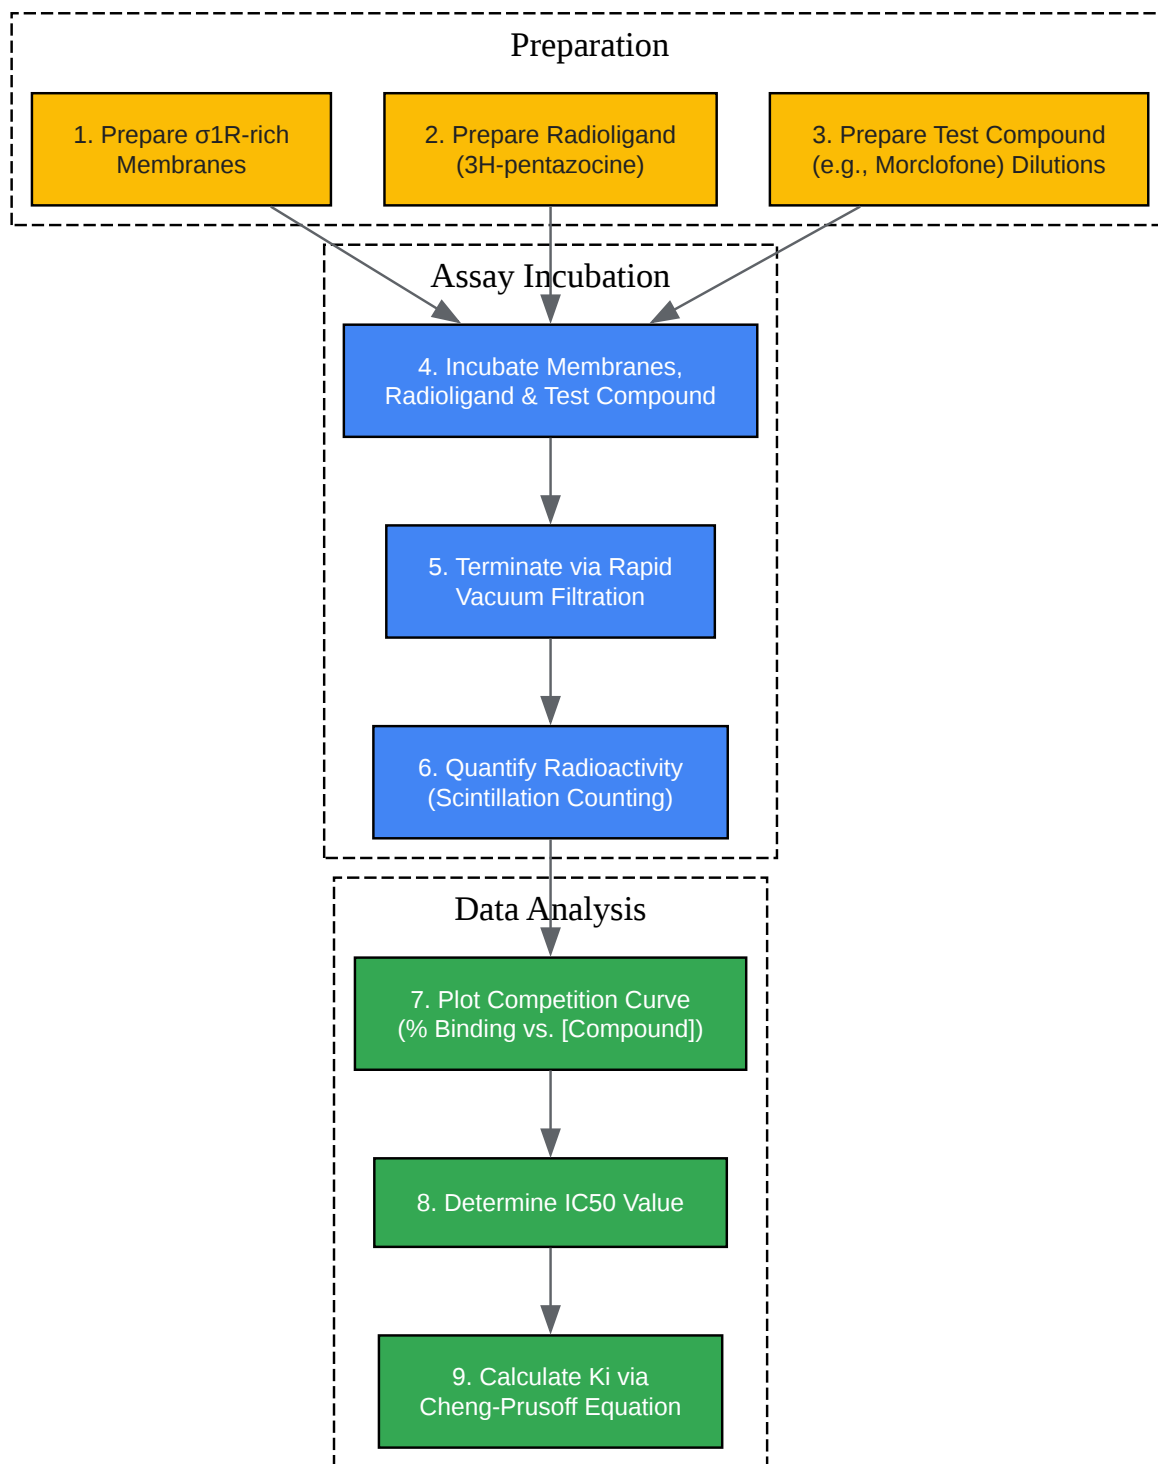 Preparation
1. Prepare σ1R-rich
Membranes
2. Prepare Radioligand
(3H-pentazocine)
3. Prepare Test Compound
(e.g., Morclofone) Dilutions
Assay Incubation
4. Incubate Membranes,
Radioligand & Test Compound
5. Terminate via Rapid
Vacuum Filtration
6. Quantify Radioactivity
(Scintillation Counting)
Data Analysis
7. Plot Competition Curve
(% Binding vs. [Compound])
8. Determine IC50 Value
9. Calculate Ki via
Cheng-Prusoff Equation